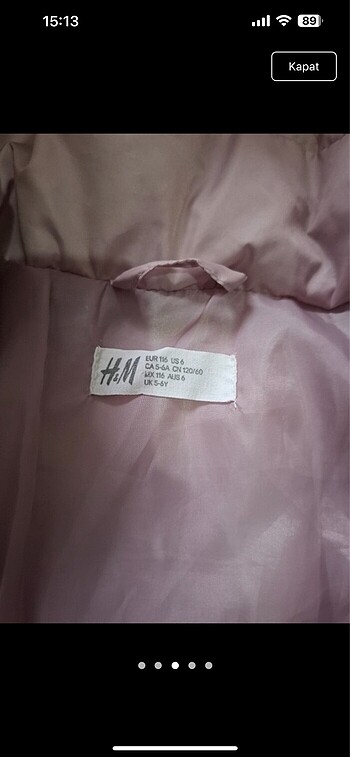 15:13
89
Kapat
H&M
EUR 116 US 6
CA 5-6A CN 120/60
MX 116 AUS 6
UK 5-6Y